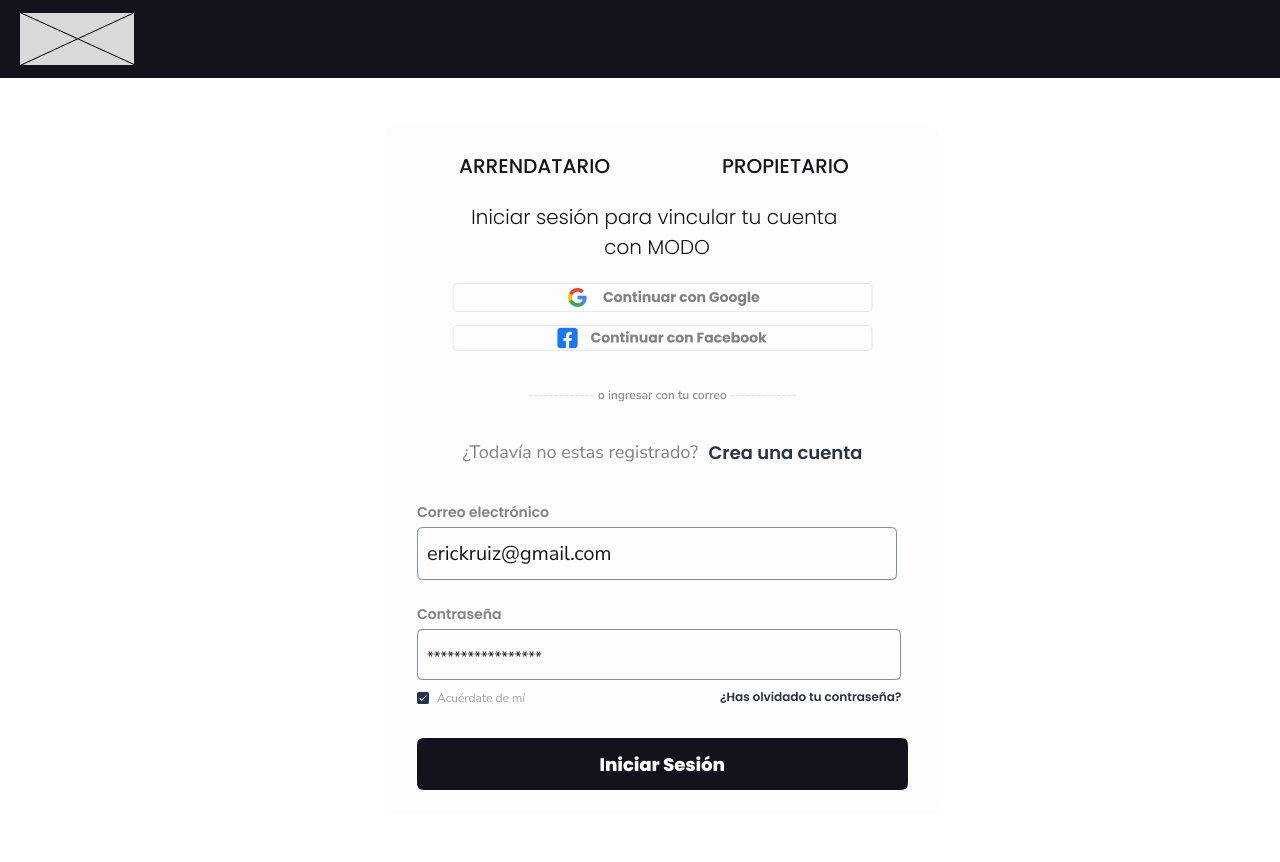 ARRENDATARIO PROPIETARIO
Iniciar sesión para vincular tu cuenta
con MODO
Continuar con Google
Continuar con Facebook
------------- o ingresar con tu correo -------------
¿Todavía no estas registrado? Crea una cuenta
Correo electrónico
erickruiz@gmail.com
Contraseña
*****************
Acuérdate de mí ¿Has olvidado tu contraseña?
Iniciar Sesión